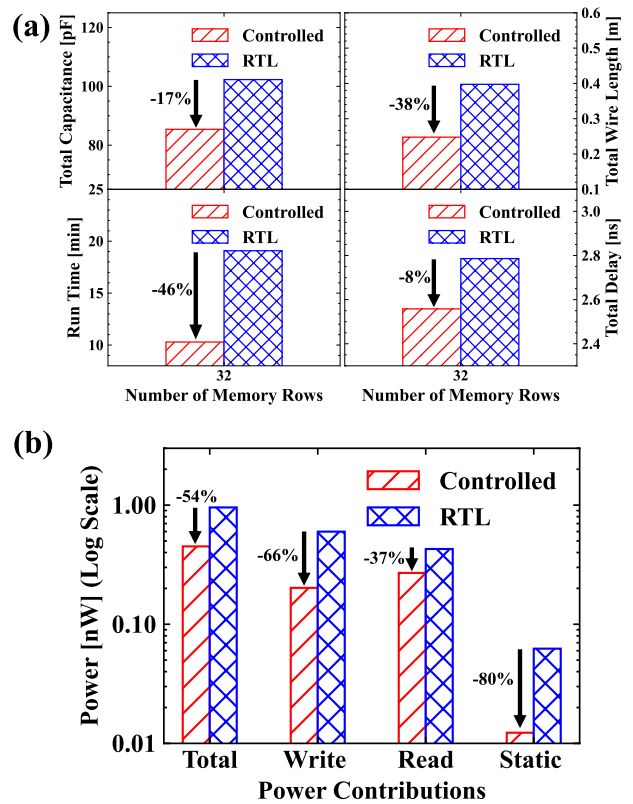 (a)
Total Capacitance [pF]
120
100
80
25
Controlled
RTL
-17%
Controlled
RTL
-38%
0.6
0.5
0.4
0.3
0.2
0.1
Total Wire Length [m]
Run Time [min]
20
15
10
Controlled
RTL
-46%
32
Number of Memory Rows
Controlled
RTL
-8%
3.0
2.8
2.6
2.4
Total Delay [ns]
32
Number of Memory Rows
(b)
Power [nW] (Log Scale)
1.00
0.10
0.01
Controlled
RTL
-54%
-66%
-37%
-80%
Total Write Read Static
Power Contributions